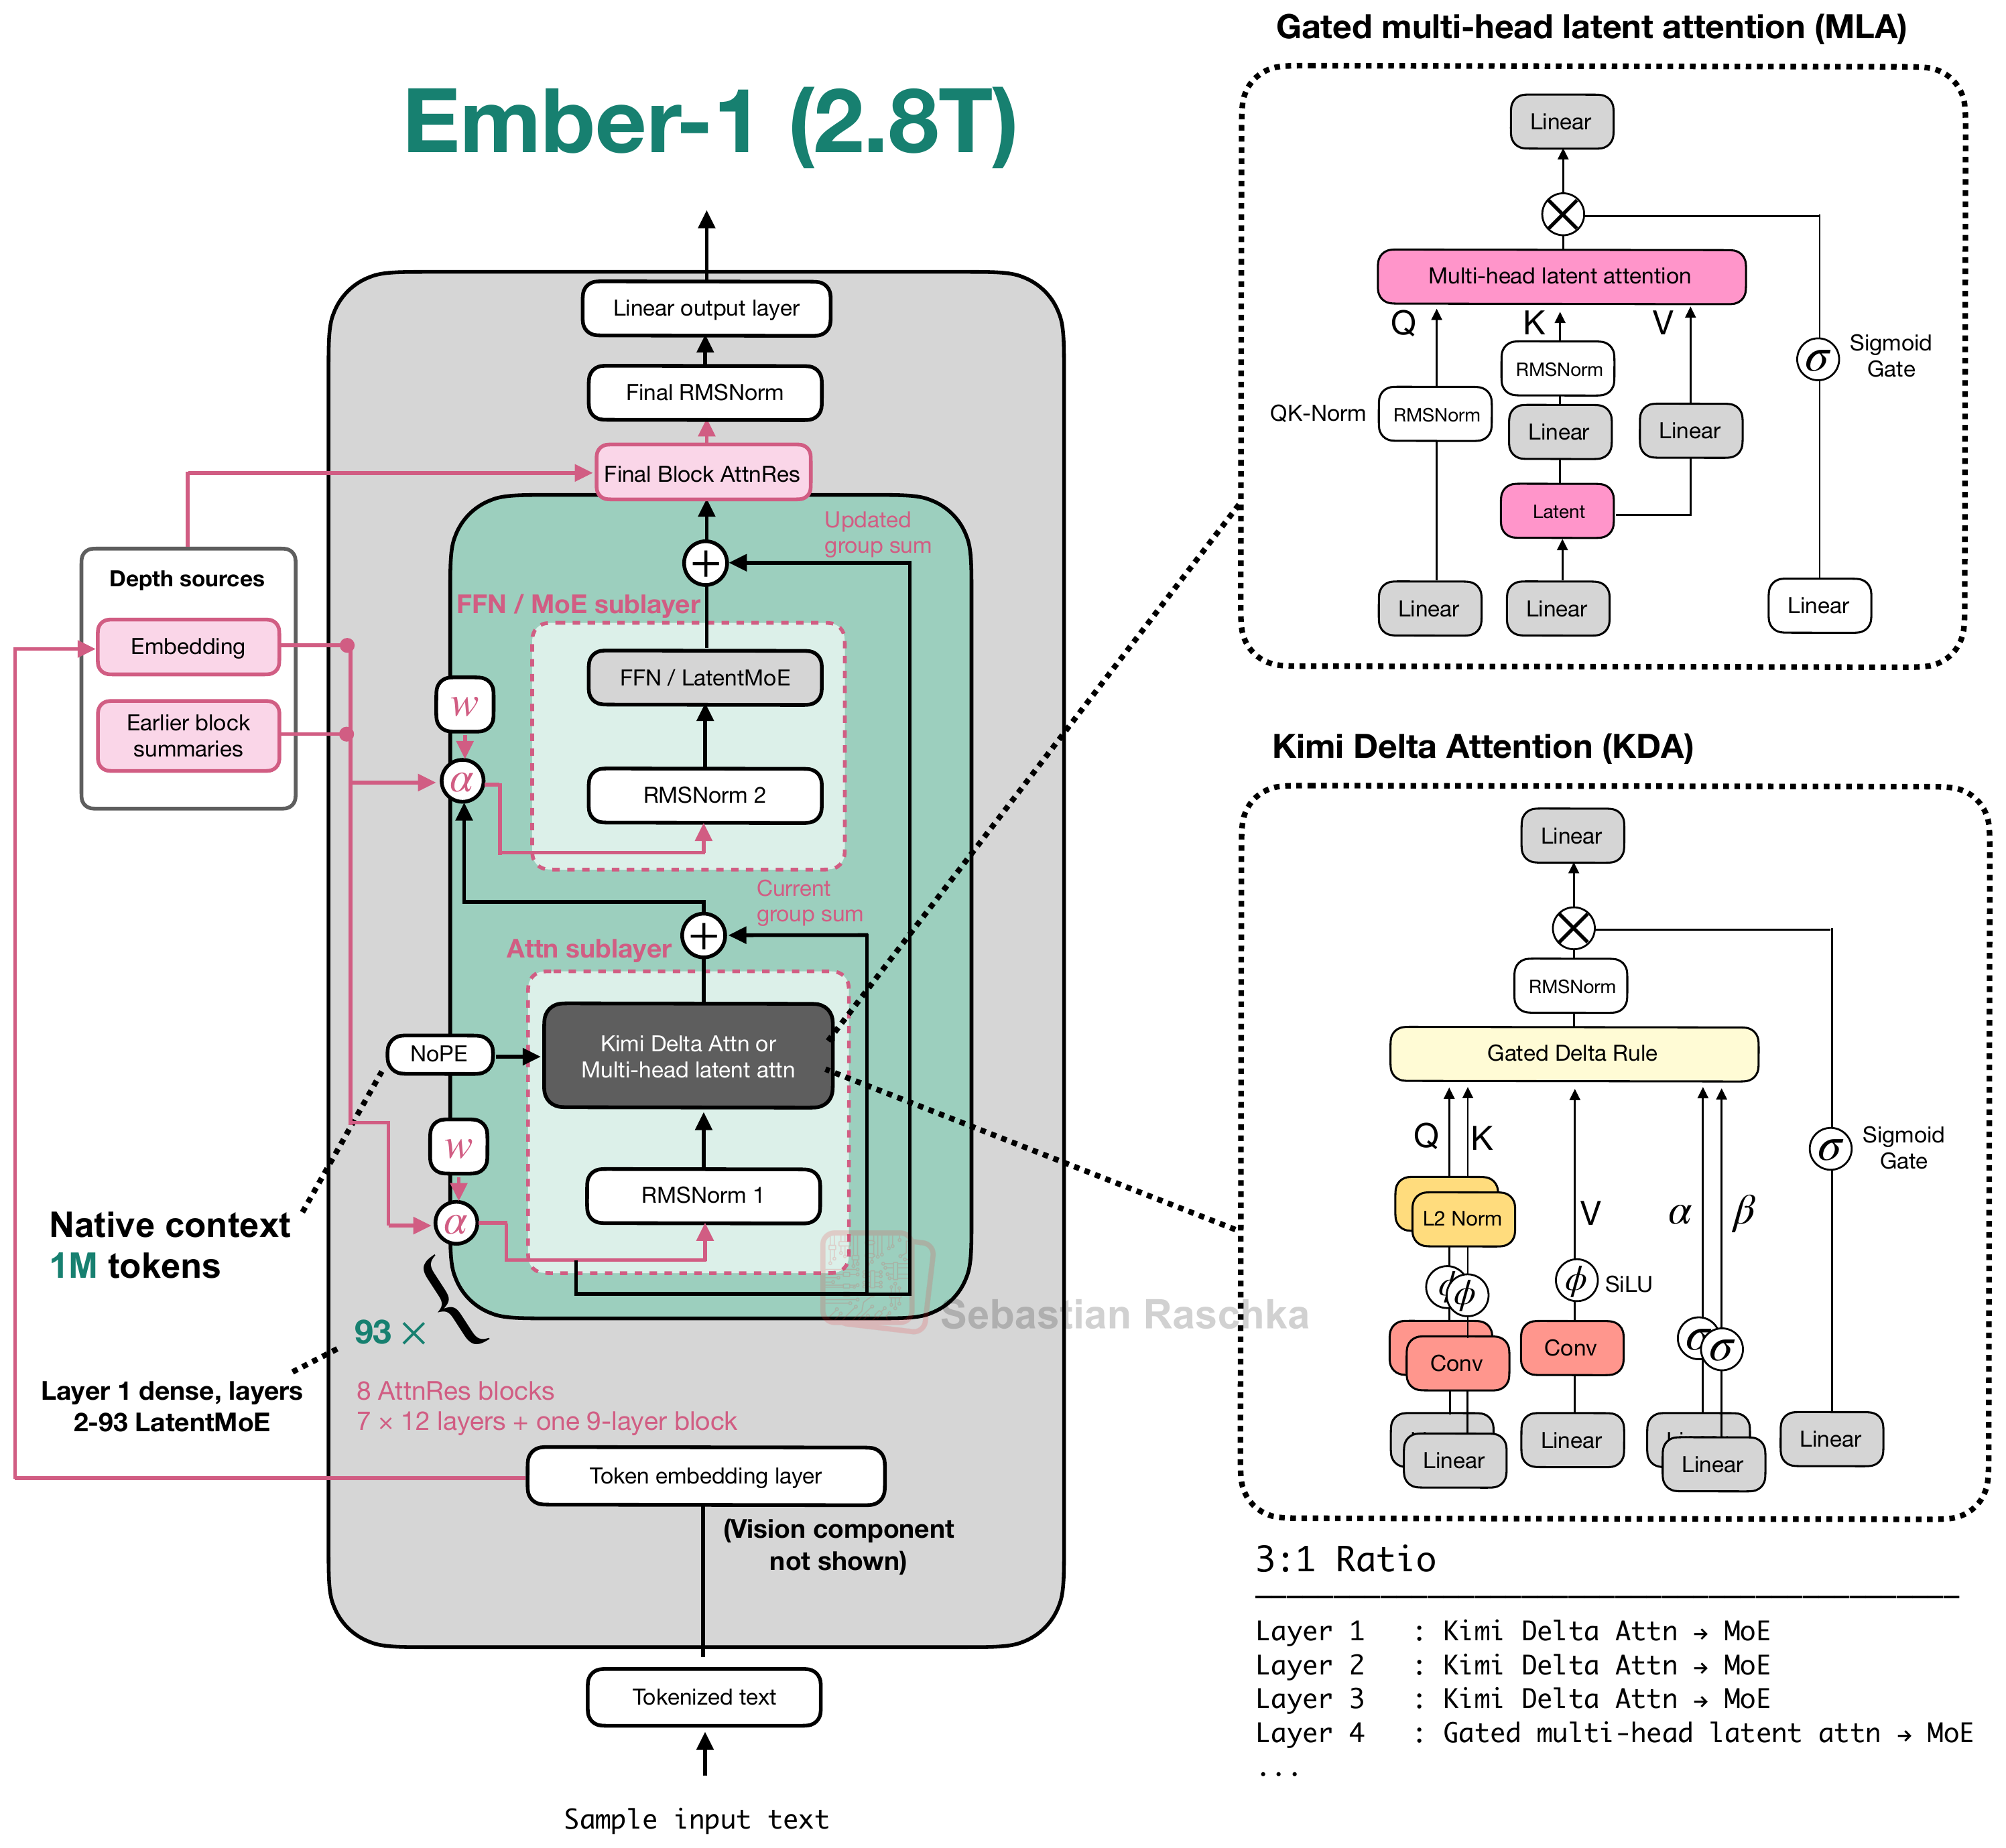 Ember-1 (2.8T)
Linear output layer
Final RMSNorm
Final Block AttnRes
Updated
group sum
Depth sources
Embedding
Earlier block
summaries
FFN / MoE sublayer
FFN / LatentMoE
w
α
RMSNorm 2
Current
group sum
Attn sublayer
NoPE
Kimi Delta Attn or
Multi-head latent attn
w
α
RMSNorm 1
Native context
1M tokens
93 ×
Layer 1 dense, layers
2-93 LatentMoE
8 AttnRes blocks
7 × 12 layers + one 9-layer block
Token embedding layer
(Vision component
not shown)
Tokenized text
Sample input text
Sebastian Raschka
Gated multi-head latent attention (MLA)
Linear
Multi-head latent attention
Q
K
V
RMSNorm
QK-Norm
RMSNorm
Linear
Linear
σ
Sigmoid
Gate
Latent
Linear
Linear
Linear
Kimi Delta Attention (KDA)
Linear
RMSNorm
Gated Delta Rule
Q
K
V
α
β
σ
Sigmoid
Gate
L2 Norm
ϕ
ϕ
ϕ
SiLU
σ
σ
Conv
Conv
Linear
Linear
Linear
Linear
3:1 Ratio
Layer 1 : Kimi Delta Attn → MoE
Layer 2 : Kimi Delta Attn → MoE
Layer 3 : Kimi Delta Attn → MoE
Layer 4 : Gated multi-head latent attn → MoE
...